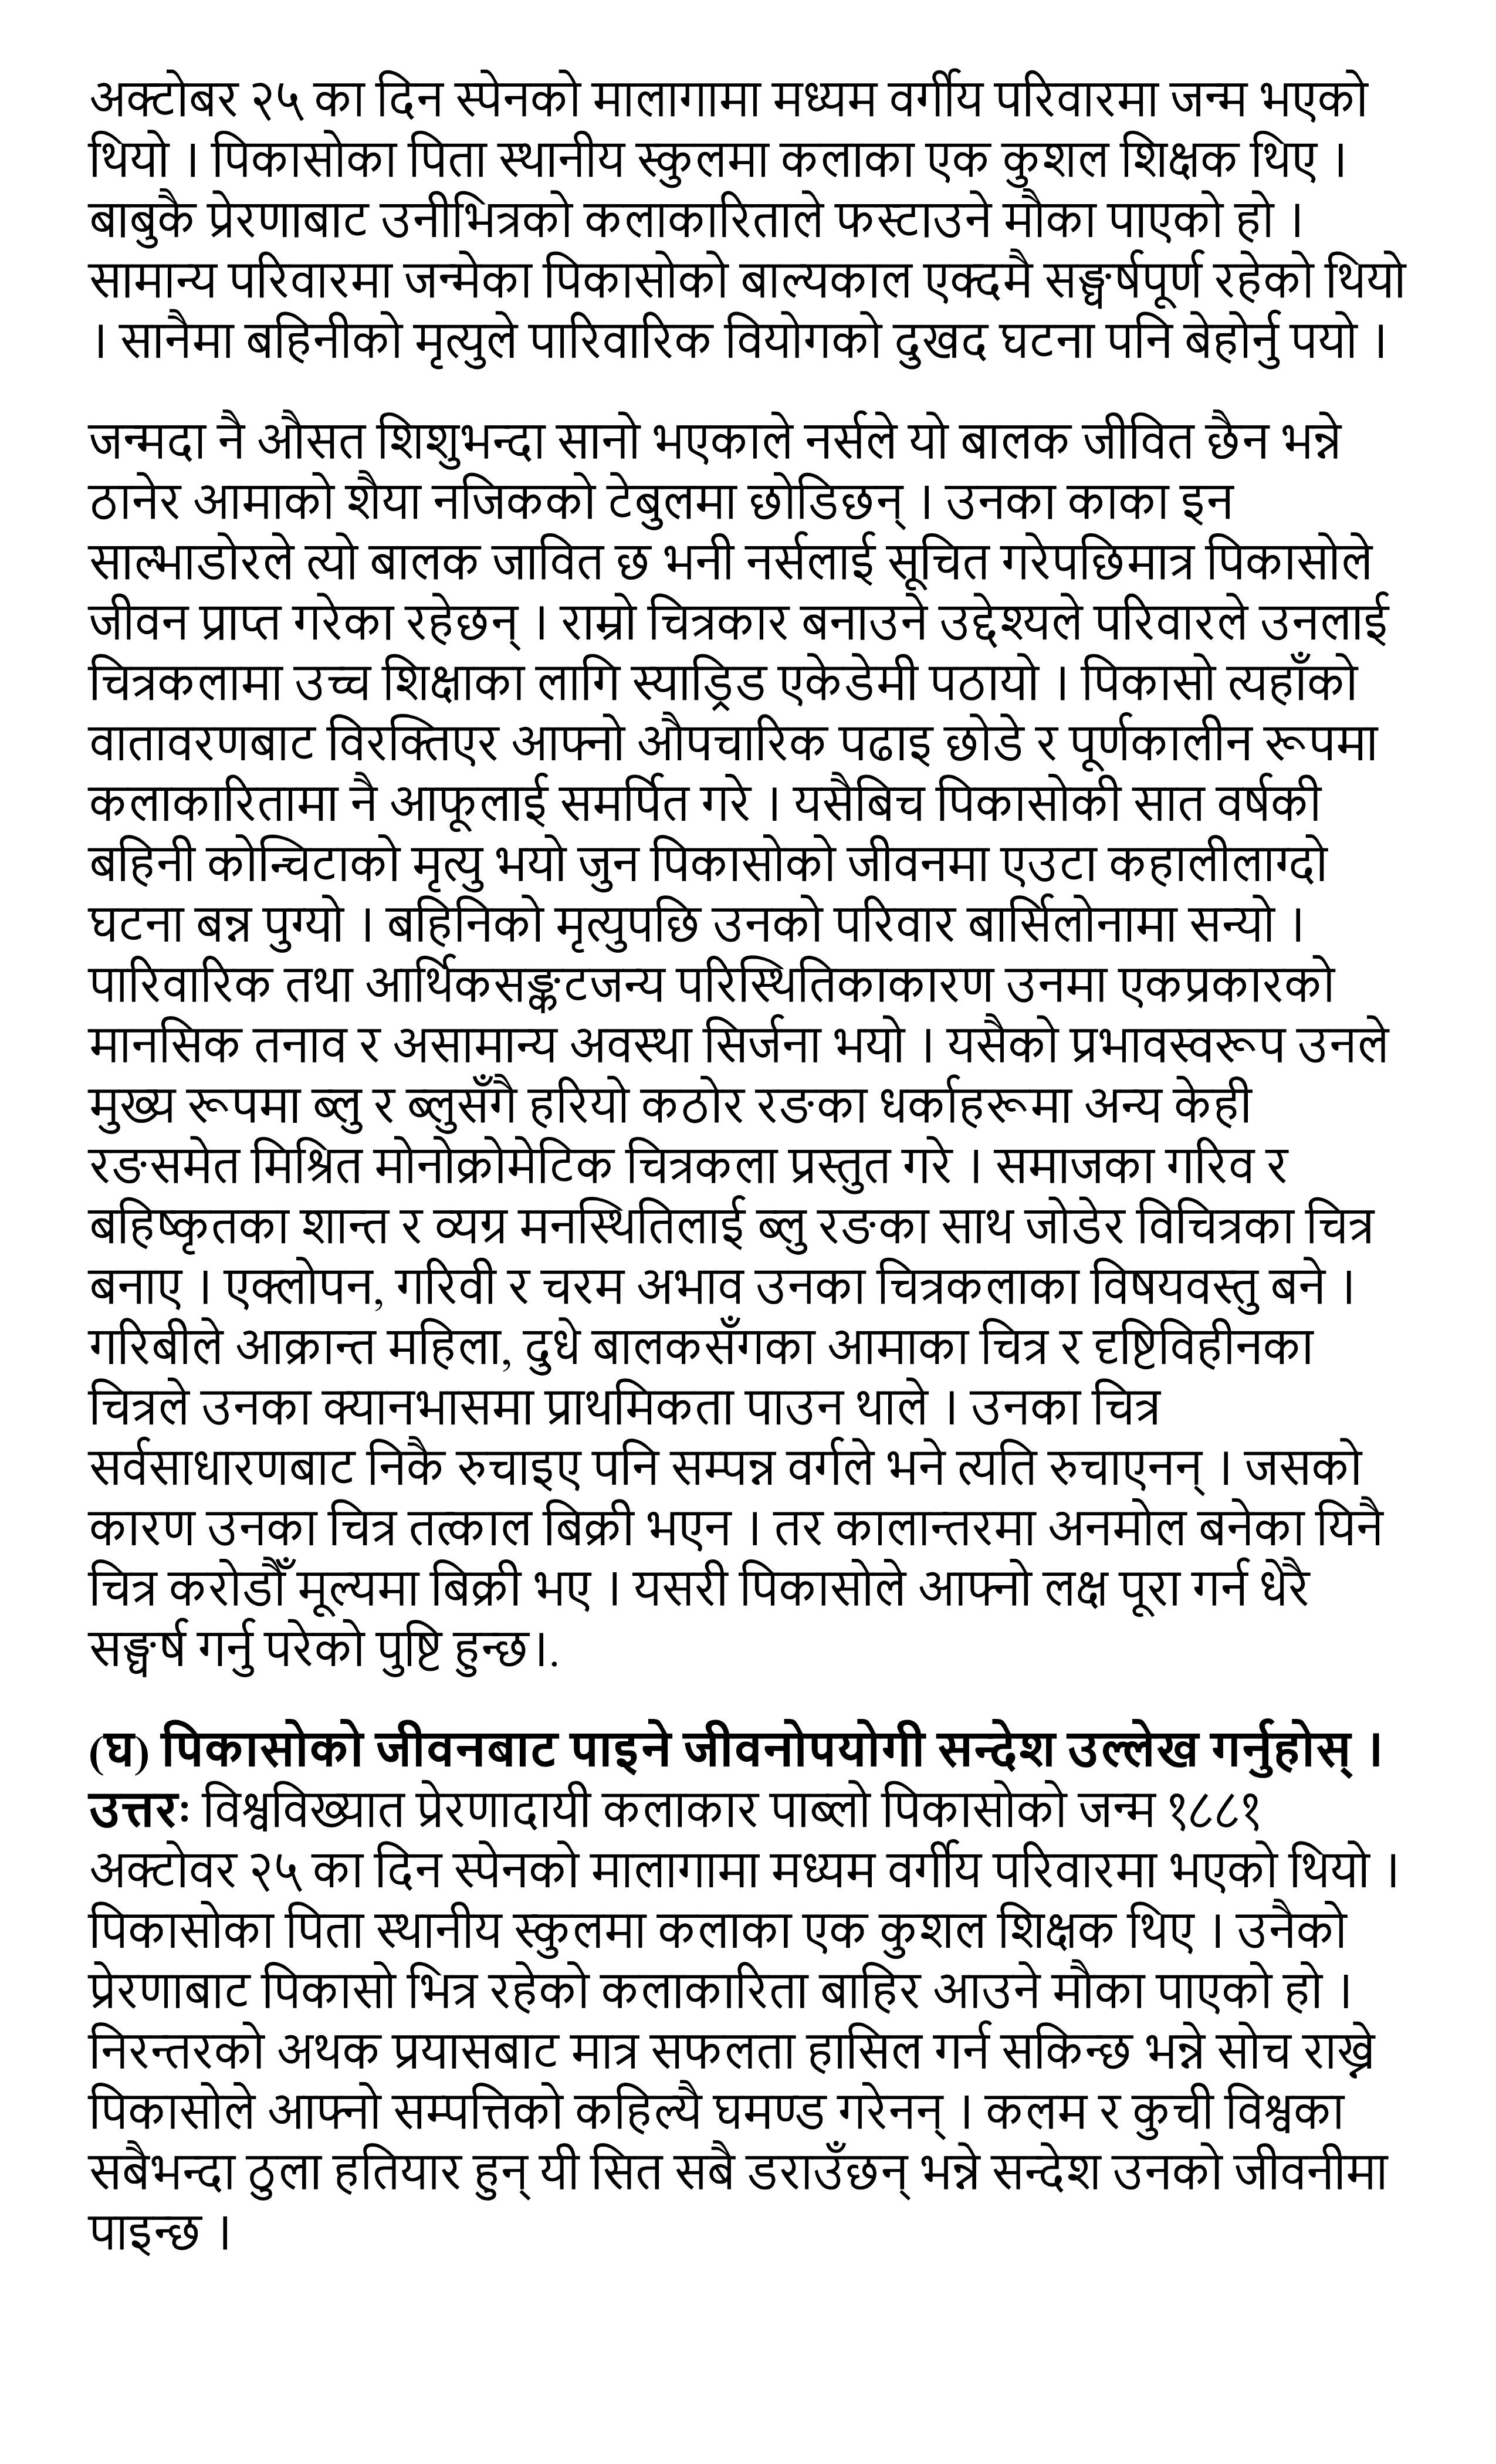 अक्टोबर २५ का दिन स्पेनको मालागामा मध्यम वर्गीय परिवारमा जन्म भएको
थियो । पिकासोका पिता स्थानीय स्कुलमा कलाका एक कुशल शिक्षक थिए ।
बाबुकै प्रेरणाबाट उनीभित्रको कलाकारिताले फस्टाउने मौका पाएको हो ।
सामान्य परिवारमा जन्मेका पिकासोको बाल्यकाल एक्दमै सङ्घर्षपूर्ण रहेको थियो
। सानैमा बहिनीको मृत्युले पारिवारिक वियोगको दुखद घटना पनि बेहोर्नु पयो ।
जन्मदा नै औसत शिशुभन्दा सानो भएकाले नर्सले यो बालक जीवित छैन भन्ने
ठानेर आमाको शैया नजिकको टेबुलमा छोडिछन् । उनका काका इन
साल्भाडोरले त्यो बालक जावित छ भनी नर्सलाई सूचित गरेपछिमात्र पिकासोले
जीवन प्राप्त गरेका रहेछन् । राम्रो चित्रकार बनाउने उद्देश्यले परिवारले उनलाई
चित्रकलामा उच्च शिक्षाका लागि स्याड्रिड एकेडेमी पठायो । पिकासो त्यहाँको
वातावरणबाट विरक्तिएर आफ्नो औपचारिक पढाइ छोडे र पूर्णकालीन रूपमा
कलाकारितामा नै आफूलाई समर्पित गरे । यसैबिच पिकासोकी सात वर्षकी
बहिनी कोन्चिटाको मृत्यु भयो जुन पिकासोको जीवनमा एउटा कहालीलाग्दो
घटना बन्न पुग्यो । बहिनिको मृत्युपछि उनको परिवार बार्सिलोनामा सन्यो ।
पारिवारिक तथा आर्थिकसङ्कटजन्य परिस्थितिकाकारण उनमा एकप्रकारको
मानसिक तनाव र असामान्य अवस्था सिर्जना भयो । यसैको प्रभावस्वरूप उनले
मुख्य रूपमा ब्लु र ब्लुसँगै हरियो कठोर रङका धर्काहरूमा अन्य केही
रङसमेत मिश्रित मोनोक्रोमेटिक चित्रकला प्रस्तुत गरे । समाजका गरिव र
बहिष्कृतका शान्त र व्यग्र मनस्थितिलाई ब्लु रङका साथ जोडेर विचित्रका चित्र
बनाए । एक्लोपन, गरिवी र चरम अभाव उनका चित्रकलाका विषयवस्तु बने ।
गरिबीले आक्रान्त महिला, दुधे बालकसँगका आमाका चित्र र दृष्टिविहीनका
चित्रले उनका क्यानभासमा प्राथमिकता पाउन थाले । उनका चित्र
सर्वसाधारणबाट निकै रुचाइए पनि सम्पन्न वर्गले भने त्यति रुचाएनन् । जसको
कारण उनका चित्र तत्काल बिक्री भएन । तर कालान्तरमा अनमोल बनेका यिनै
चित्र करोडौँ मूल्यमा बिक्री भए । यसरी पिकासोले आफ्नो लक्ष पूरा गर्न धेरै
सङ्घर्ष गर्नु परेको पुष्टि हुन्छ।.
(घ) पिकासोको जीवनबाट पाइने जीवनोपयोगी सन्देश उल्लेख गर्नुहोस् ।
उत्तरः विश्वविख्यात प्रेरणादायी कलाकार पाब्लो पिकासोको जन्म १८८१
अक्टोवर २५ का दिन स्पेनको मालागामा मध्यम वर्गीय परिवारमा भएको थियो ।
पिकासोका पिता स्थानीय स्कुलमा कलाका एक कुशल शिक्षक थिए । उनैको
प्रेरणाबाट पिकासो भित्र रहेको कलाकारिता बाहिर आउने मौका पाएको हो ।
निरन्तरको अथक प्रयासबाट मात्र सफलता हासिल गर्न सकिन्छ भन्ने सोच राख्ने
पिकासोले आफ्नो सम्पत्तिको कहिल्यै घमण्ड गरेनन् । कलम र कुची विश्वका
सबैभन्दा ठुला हतियार हुन् यी सित सबै डराउँछन् भन्ने सन्देश उनको जीवनीमा
पाइन्छ ।